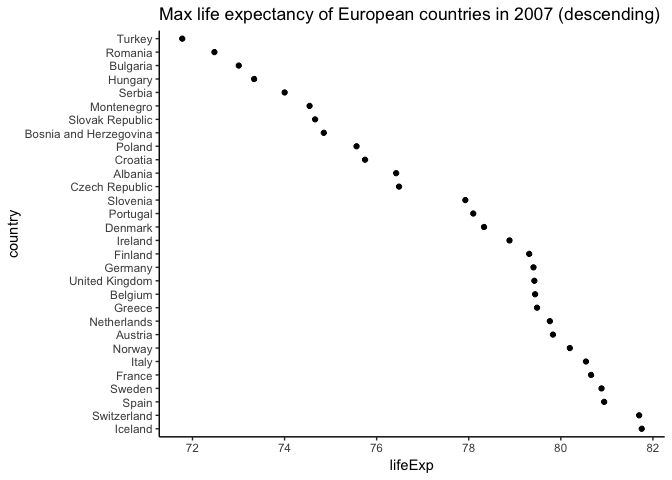 Max life expectancy of European countries in 2007 (descending)
Turkey
Romania
Bulgaria
Hungary
Serbia
Montenegro
Slovak Republic
Bosnia and Herzegovina
Poland
Croatia
Albania
Czech Republic
Slovenia
Portugal
Denmark
Ireland
Finland
Germany
United Kingdom
Belgium
Greece
Netherlands
Austria
Norway
Italy
France
Sweden
Spain
Switzerland
Iceland
country
72 74 76 78 80 82
lifeExp